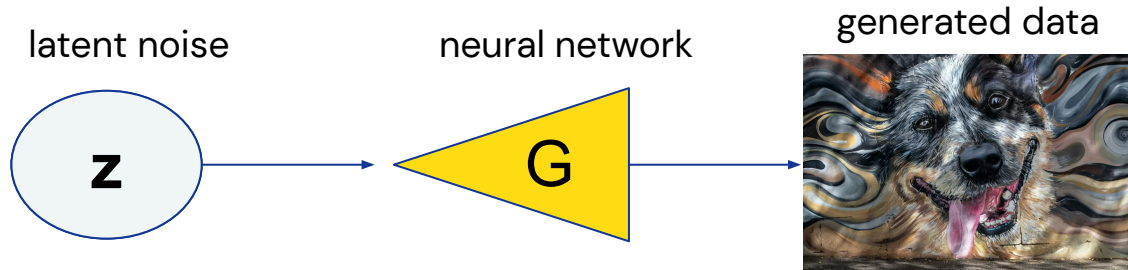 latent noise
neural network
generated data
z
G